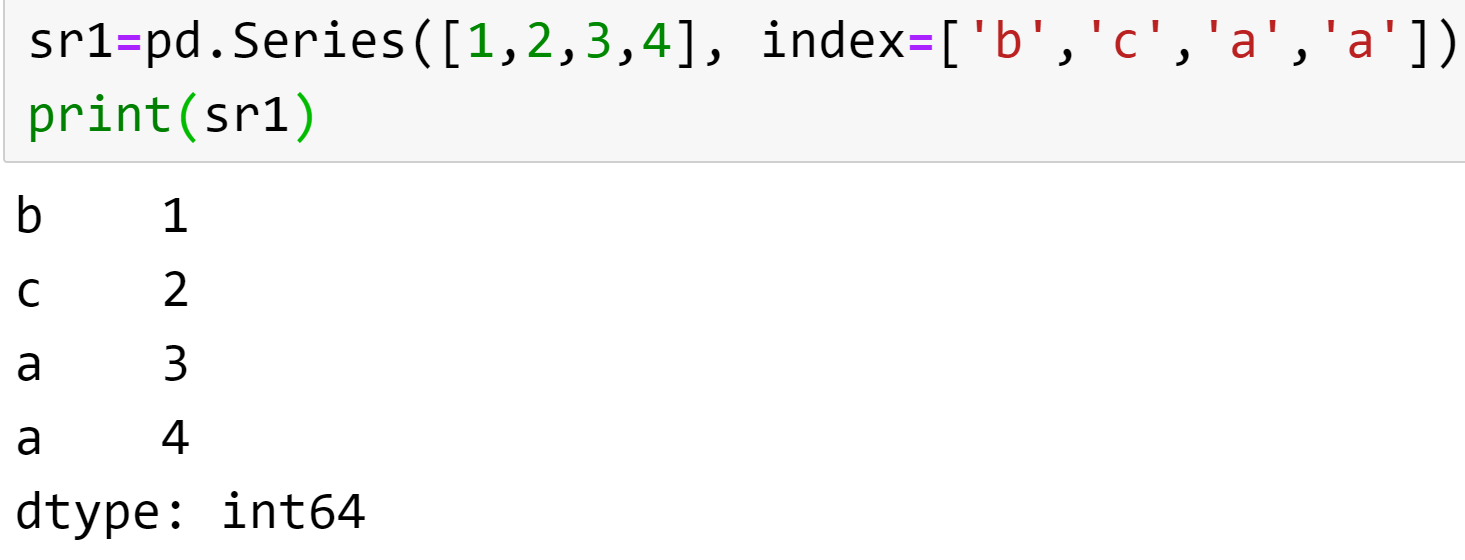 sr1=pd.Series([1,2,3,4], index=['b','c','a','a'])
print(sr1)
b    1
c    2
a    3
a    4
dtype: int64